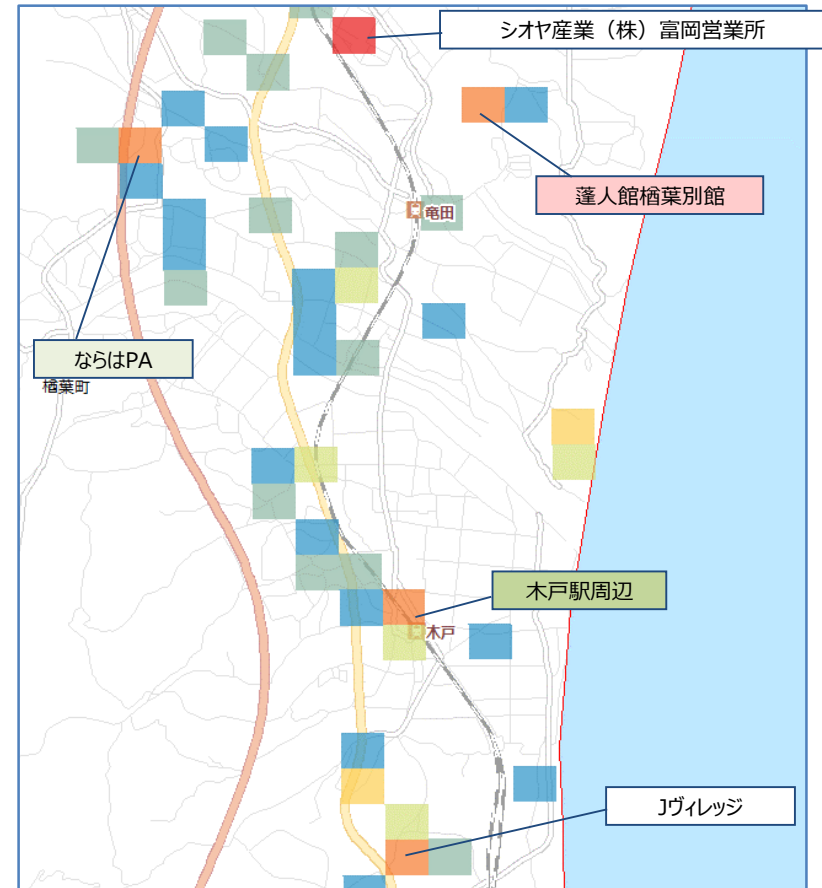 シオヤ産業（株）富岡営業所
蓬人館楢葉別館
竜田
ならはPA
楢葉町
木戸駅周辺
木戸
Jヴィレッジ